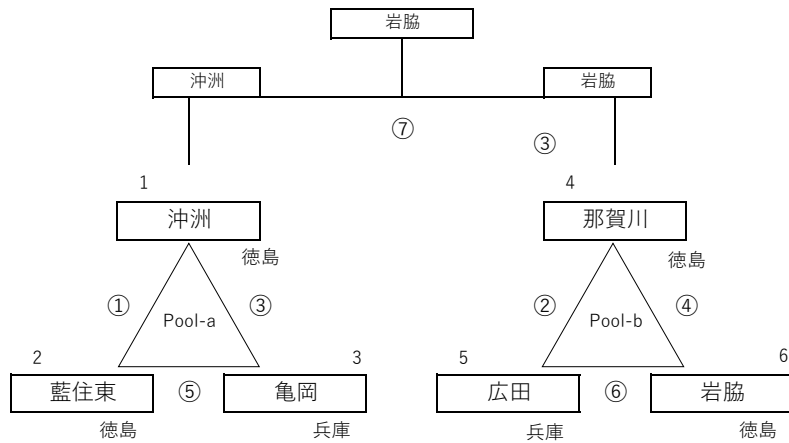 岩脇
沖洲
岩脇
⑦
③
1
4
沖洲
那賀川
徳島
徳島
①
Pool-a
③
②
Pool-b
④
2
3
5
6
藍住東
⑤
亀岡
広田
⑥
岩脇
徳島
兵庫
兵庫
徳島